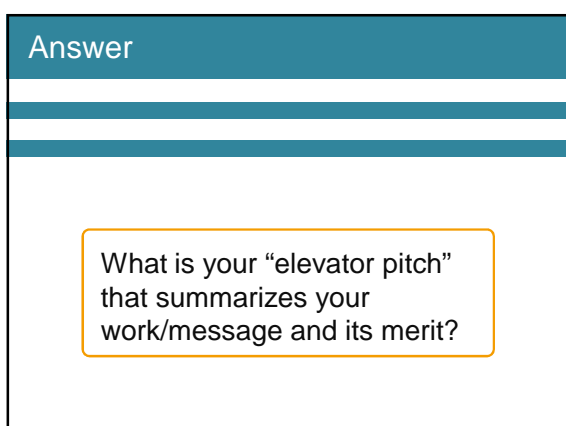 Answer
What is your “elevator pitch”
that summarizes your
work/message and its merit?